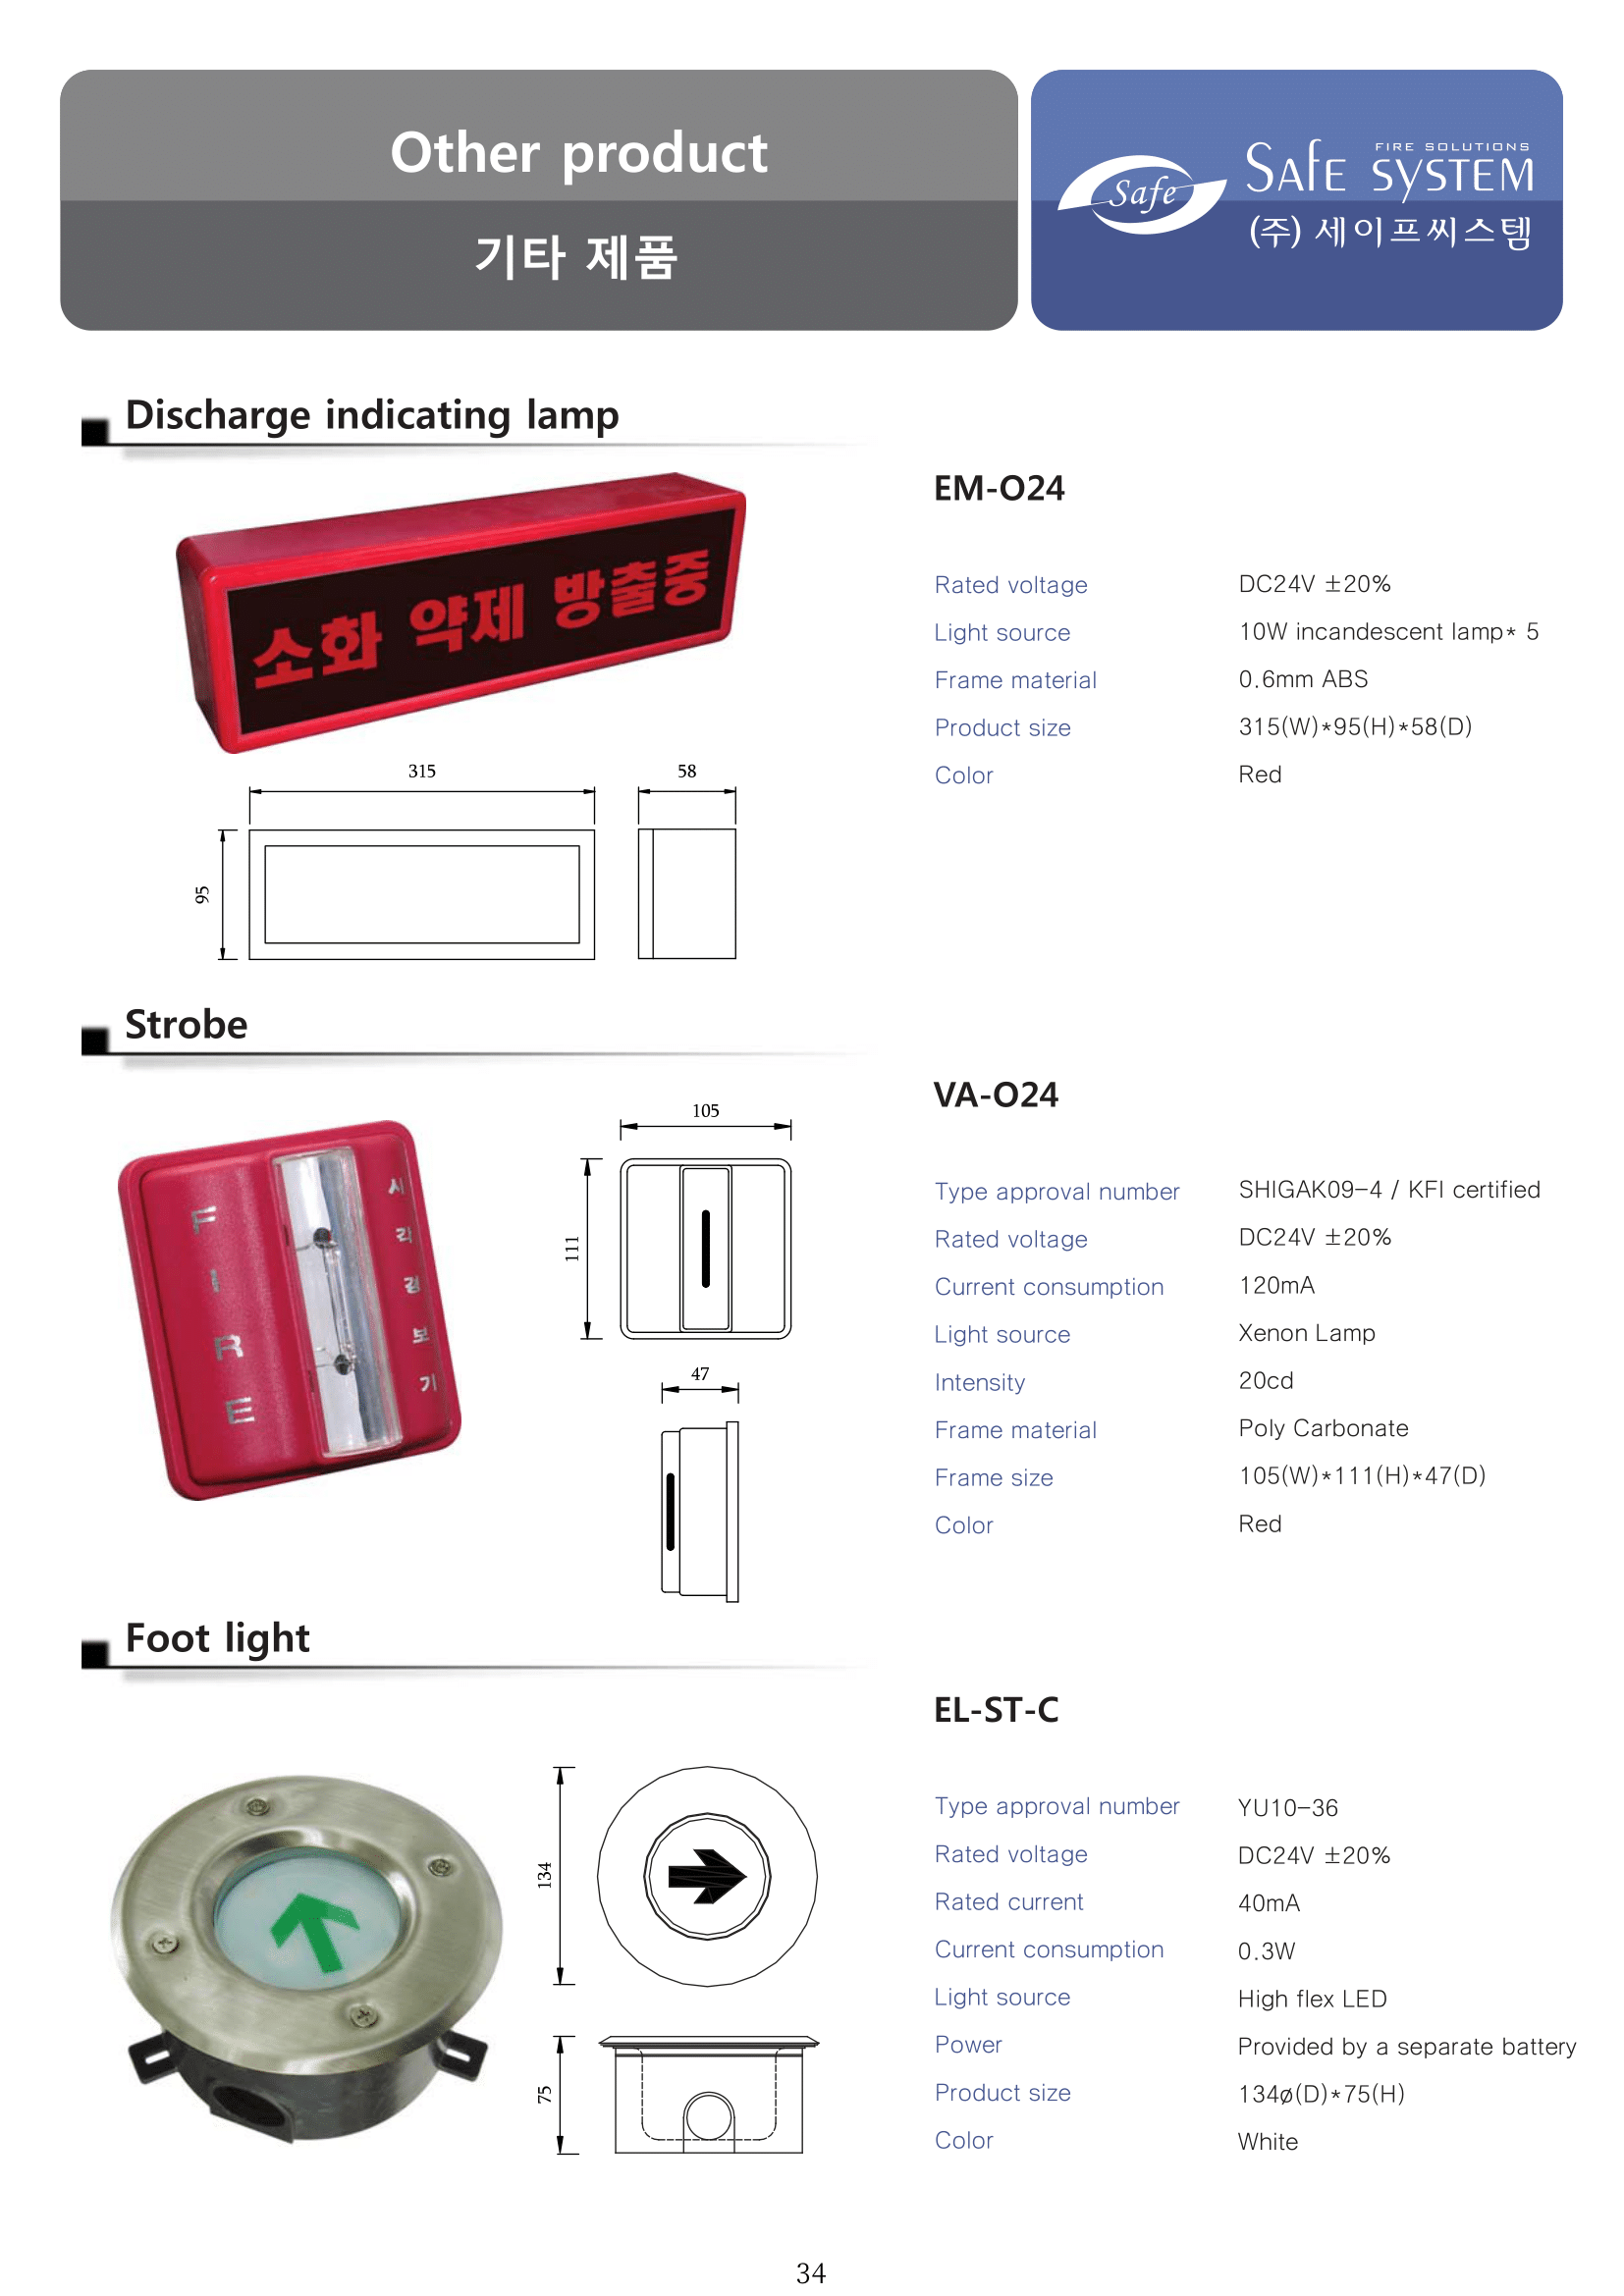 Other product
기타 제품
Safe
FIRE SOLUTIONS
SAfE SYSTEM
(주) 세이프씨스템
Discharge indicating lamp
소화 약제 방출중
315
58
95
EM-O24
Rated voltage DC24V ±20%
Light source 10W incandescent lamp* 5
Frame material 0.6mm ABS
Product size 315(W)*95(H)*58(D)
Color Red
Strobe
FIRE
시각경보기
105
111
47
VA-O24
Type approval number SHIGAK09-4 / KFI certified
Rated voltage DC24V ±20%
Current consumption 120mA
Light source Xenon Lamp
Intensity 20cd
Frame material Poly Carbonate
Frame size 105(W)*111(H)*47(D)
Color Red
Foot light
134
75
EL-ST-C
Type approval number YU10-36
Rated voltage DC24V ±20%
Rated current 40mA
Current consumption 0.3W
Light source High flex LED
Power Provided by a separate battery
Product size 134ø(D)*75(H)
Color White
34